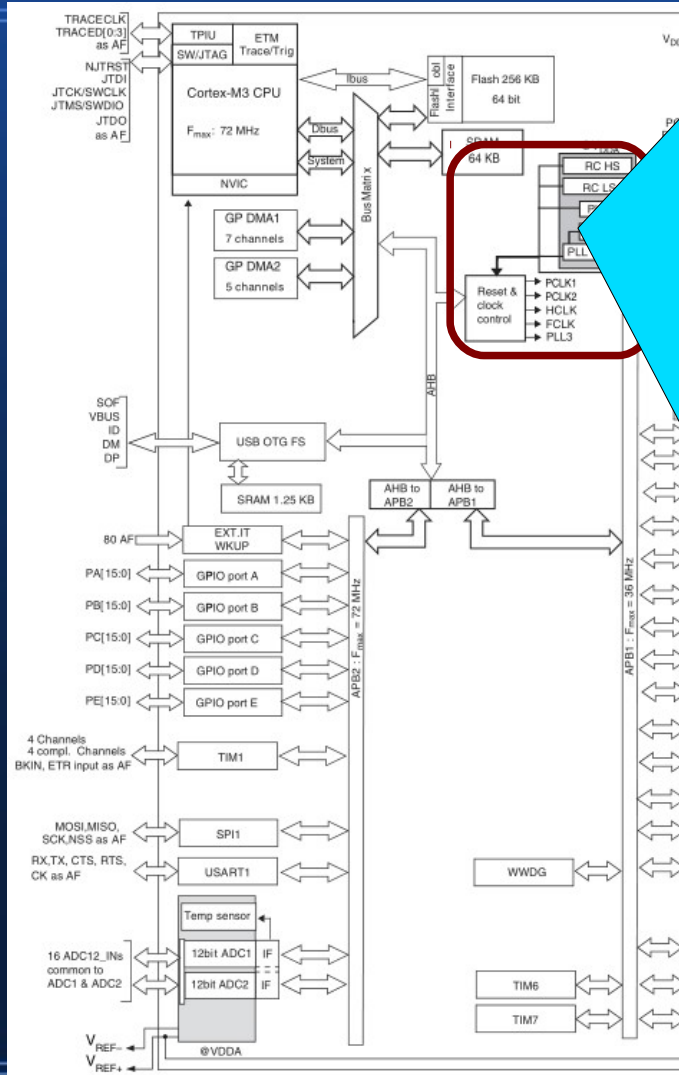 TRACECLK
TRACED[0:3]
as AF
NJTRST
JTDI
JTCK/SWCLK
JTMS/SWDIO
JTDO
as AF
TPIU
SW/JTAG
ETM
Trace/Trig
Cortex-M3 CPU
Fmax: 72 MHz
NVIC
Ibus
Dbus
System
BusMatrix
Flash obl
Interface
Flash 256 KB
64 bit
SRAM
64 KB
GP DMA1
7 channels
GP DMA2
5 channels
RC HS
RC LS
PLL
Reset &
clock
control
PCLK1
PCLK2
HCLK
FCLK
PLL3
AHB
SOF
VBUS
ID
DM
DP
USB OTG FS
SRAM 1.25 KB
AHB to
APB2
AHB to
APB1
80 AF
EXT.IT
WKUP
PA[15:0]
GPIO port A
PB[15:0]
GPIO port B
PC[15:0]
GPIO port C
PD[15:0]
GPIO port D
PE[15:0]
GPIO port E
APB2 : Fmax = 72 MHz
APB1 : Fmax = 36 MHz
4 Channels
4 compl. Channels
BKIN, ETR input as AF
TIM1
MOSI,MISO,
SCK,NSS as AF
SPI1
RX,TX, CTS, RTS,
CK as AF
USART1
WWDG
Temp sensor
16 ADC12_INs
common to
ADC1 & ADC2
12bit ADC1 IF
12bit ADC2 IF
TIM6
TIM7
VREF-
VREF+
@VDDA